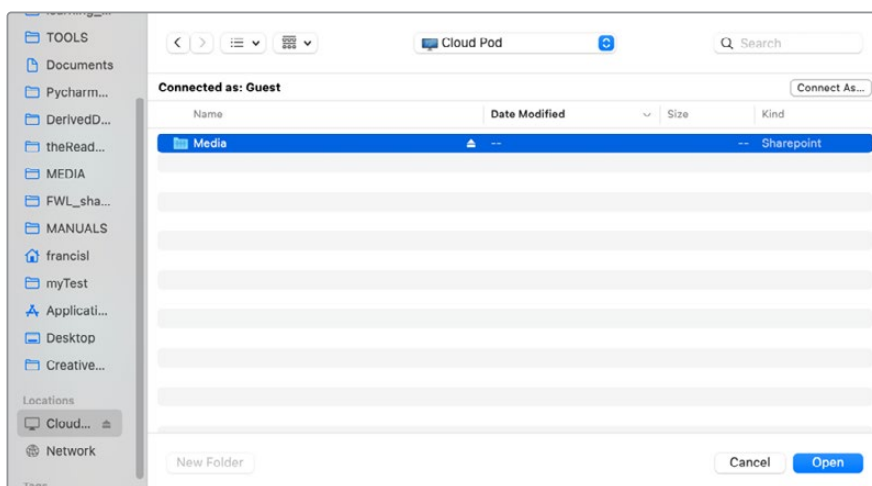 TOOLS
Documents
Pycharm...
DerivedD...
theRead...
MEDIA
FWL_sha...
MANUALS
francisl
myTest
Applicati...
Desktop
Creative...
Locations
Cloud...
Network
Tags
Cloud Pod
Search
Connected as: Guest
Connect As...
Name Date Modified Size Kind
Media -- -- Sharepoint
New Folder
Cancel Open